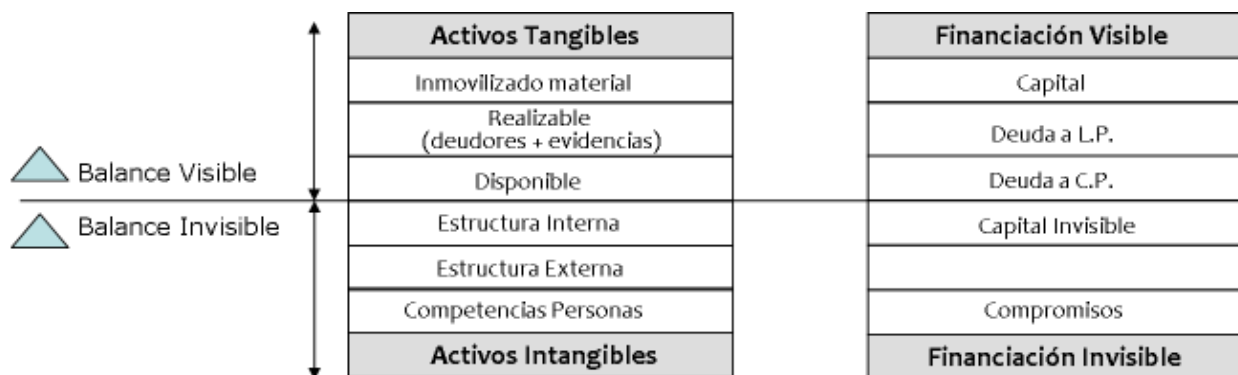 Activos Tangibles
Financiación Visible
Inmovilizado material
Capital
Realizable
(deudores + evidencias)
Deuda a L.P.
Balance Visible
Disponible
Deuda a C.P.
Balance Invisible
Estructura Interna
Capital Invisible
Estructura Externa
Competencias Personas
Compromisos
Activos Intangibles
Financiación Invisible